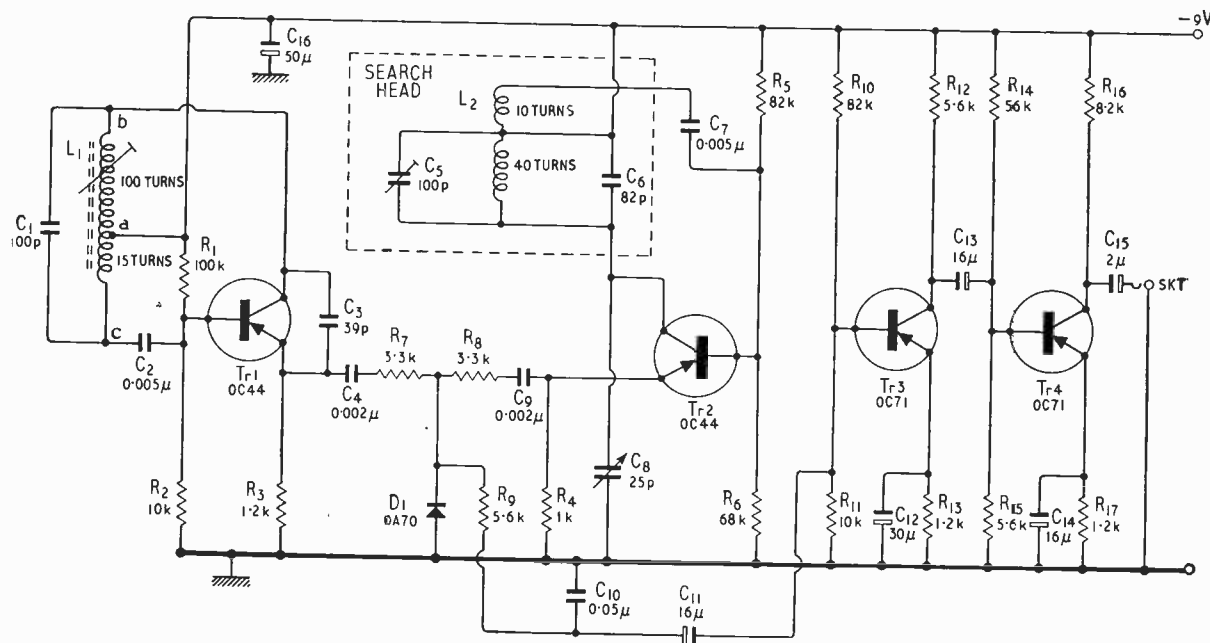 -9V
C16
50μ
SEARCH
HEAD
L2
10 TURNS
40 TURNS
C5
100p
C6
82p
C7
0·005μ
R5
82k
R10
82k
R12
5·6k
R14
56k
R16
8·2k
b
L1
100 TURNS
a
15 TURNS
c
C1
100p
R1
100k
C2
0·005μ
Tr1
OC44
C3
39p
C4
0·002μ
R7
3·3k
R8
3·3k
C9
0·002μ
Tr2
OC44
C13
16μ
C15
2μ
SKT
Tr3
OC71
Tr4
OC71
R2
10k
R3
1·2k
D1
OA70
R9
5·6k
R4
1k
C8
25p
R6
68k
R11
10k
C12
30μ
R13
1·2k
R15
5·6k
C14
16μ
R17
1·2k
C10
0·05μ
C11
16μ